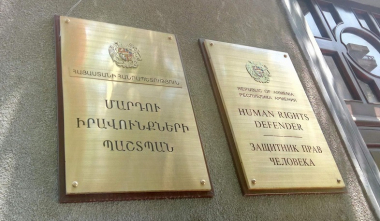 ՀԱՅԱՍՏԱՆԻ ՀԱՆՐԱՊԵՏՈՒԹՅՈՒՆ
ՄԱՐԴՈՒ
ԻՐԱՎՈՒՆՔՆԵՐԻ
ՊԱՇՏՊԱՆ
REPUBLIC OF ARMENIA
РЕСПУБЛИКА АРМЕНИЯ
HUMAN RIGHTS
DEFENDER
ЗАЩИТНИК ПРАВ
ЧЕЛОВЕКА